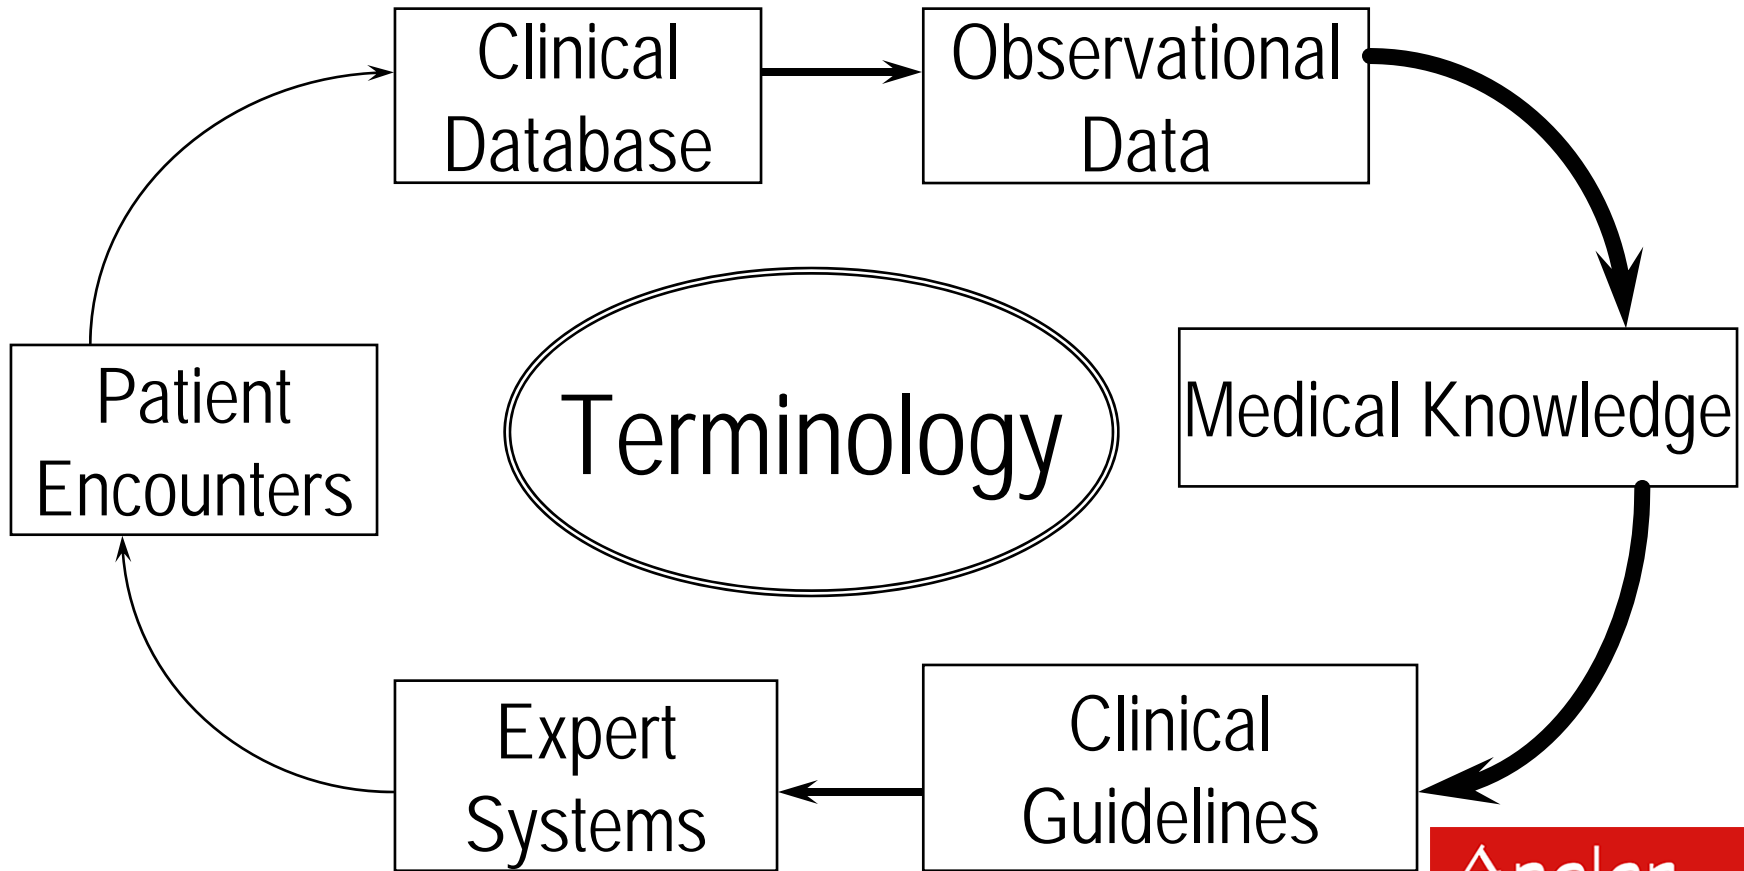 Clinical
Database
Observational
Data
Patient
Encounters
Terminology
Medical Knowledge
Expert
Systems
Clinical
Guidelines